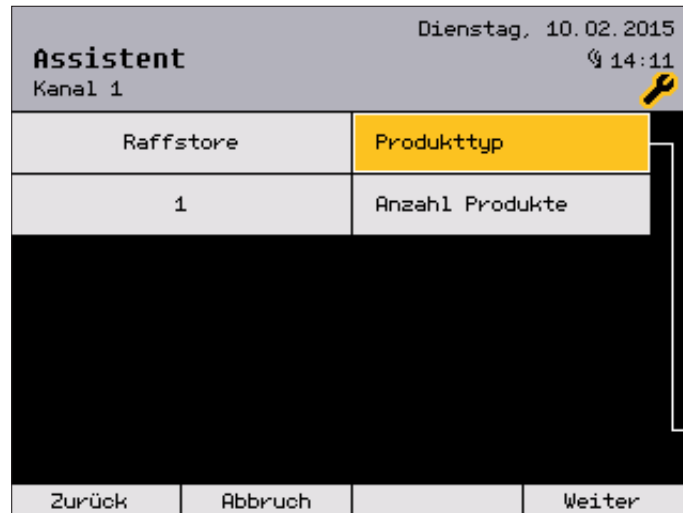 Dienstag, 10.02.2015
Assistent
14:11
Kanal 1
Raffstore Produkttyp
1 Anzahl Produkte
Zurück Abbruch Weiter